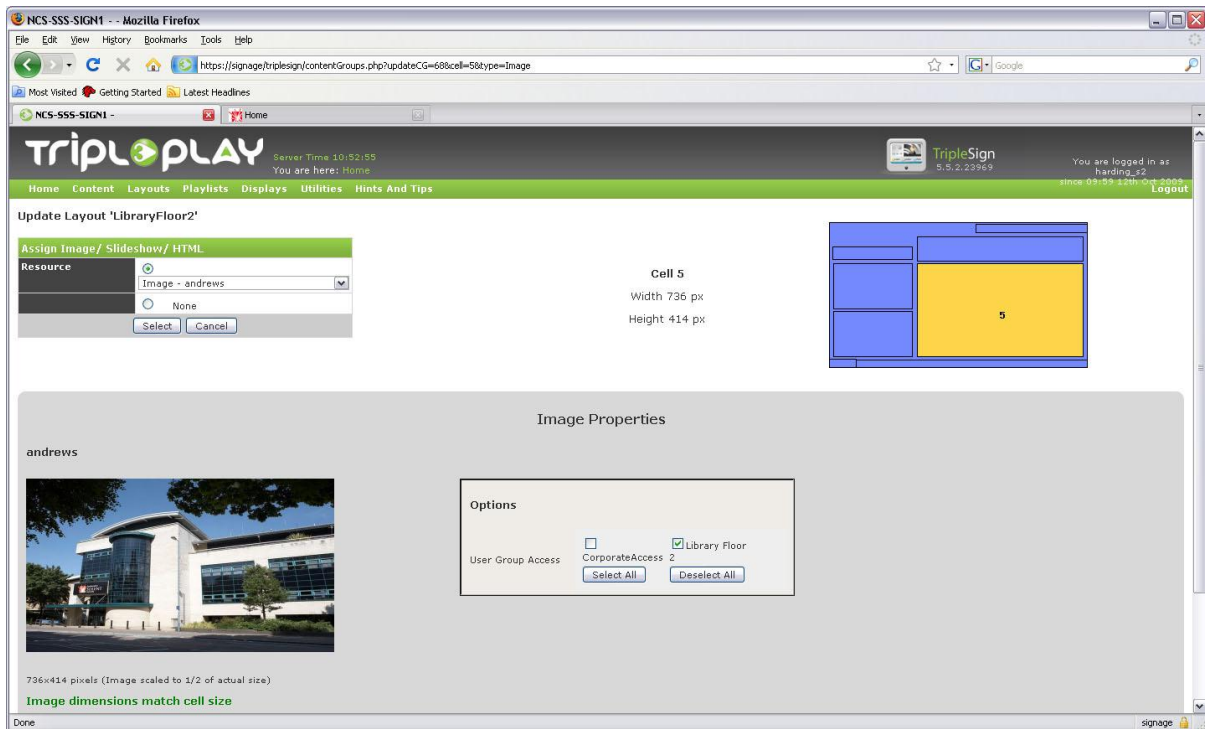 NCS-SSS-SIGN1 - - Mozilla Firefox
File Edit View History Bookmarks Tools Help
https://signage/triplesign/contentGroups.php?updateCG=68&cell=5&type=Image
Google
Most Visited Getting Started Latest Headlines
NCS-SSS-SIGN1 - Home
TripLePLAY
Server Time 10:52:55
You are here: Home
TripleSign
5.5.2.23969
You are logged in as
harding_s2
since 09:59 12th Oct 2009
Logout
Home Content Layouts Playlists Displays Utilities Hints And Tips
Update Layout 'LibraryFloor2'
Assign Image/ Slideshow/ HTML
Resource
Image - andrews
None
Select Cancel
Cell 5
Width 736 px
Height 414 px
5
Image Properties
andrews
Options
User Group Access
CorporateAccess
Library Floor
2
Select All Deselect All
736x414 pixels (Image scaled to 1/2 of actual size)
Image dimensions match cell size
Done
signage